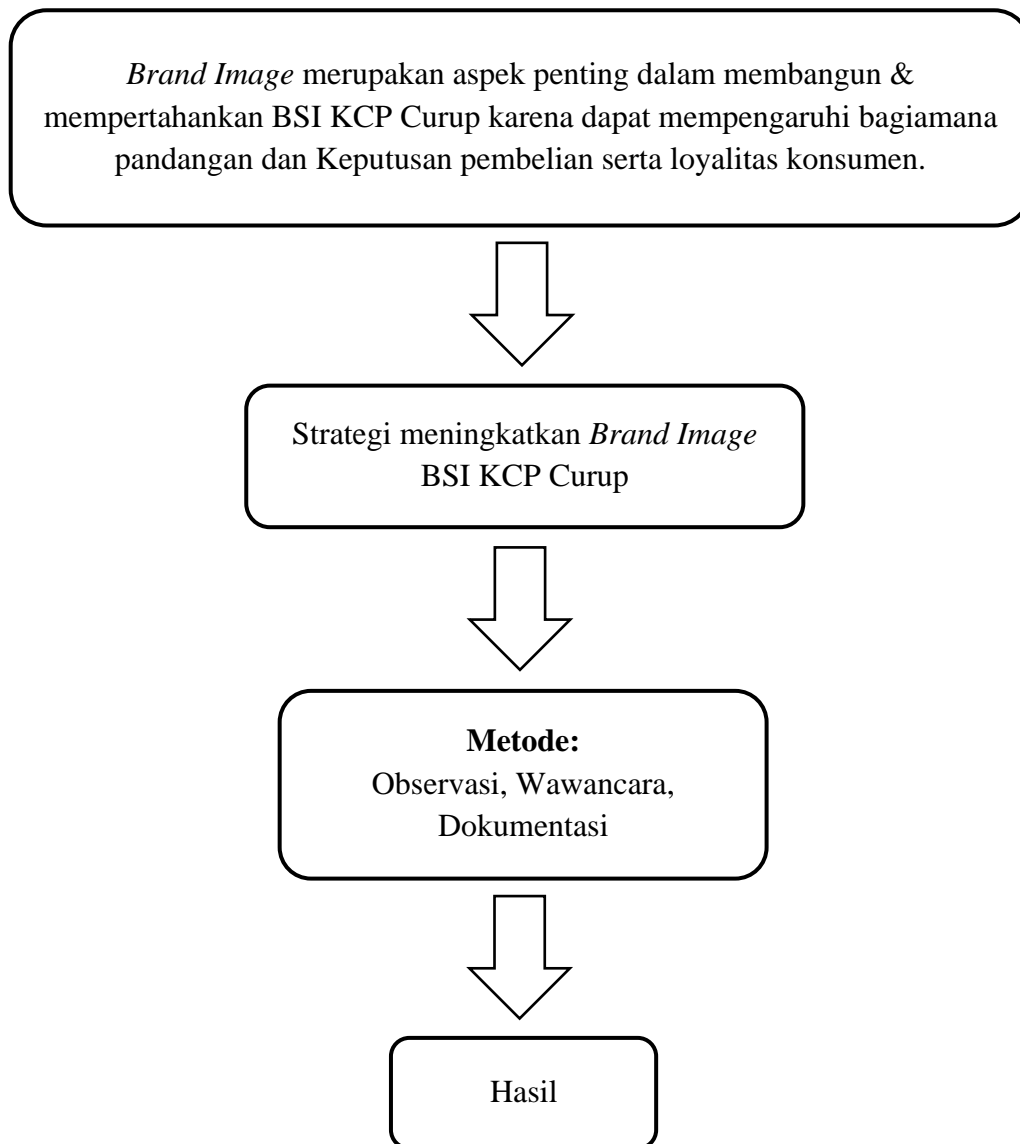 Brand Image merupakan aspek penting dalam membangun &
mempertahankan BSI KCP Curup karena dapat mempengaruhi bagiamana
pandangan dan Keputusan pembelian serta loyalitas konsumen.
Strategi meningkatkan Brand Image
BSI KCP Curup
Metode:
Observasi, Wawancara,
Dokumentasi
Hasil